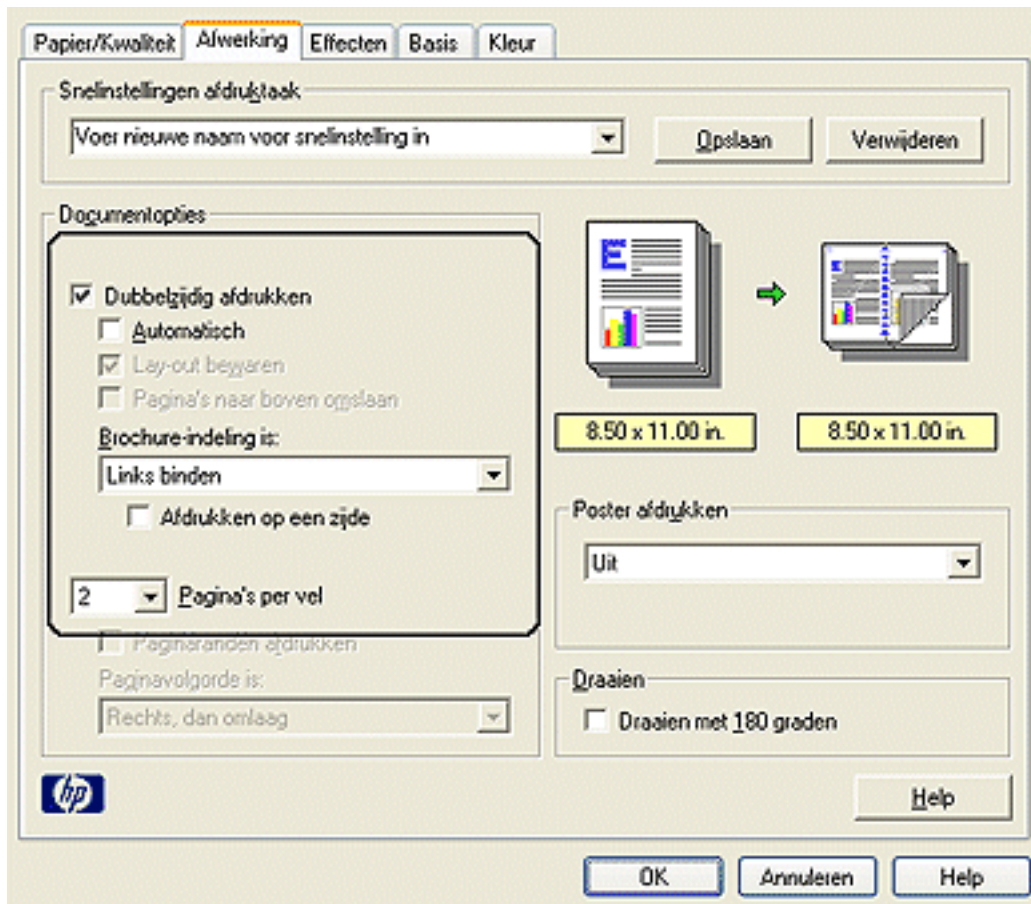 Papier/Kwaliteit Afwerking Effecten Basis Kleur
Snelinstellingen afdruktaak
Voer nieuwe naam voor snelinstelling in Opslaan Verwijderen
Documentopties
Dubbelzijdig afdrukken
Automatisch
Lay-out bewaren
Pagina's naar boven omslaan
Brochure-indeling is:
Links binden
Afdrukken op een zijde
2 Pagina's per vel
Paginaranden afdrukken
Paginavolgorde is:
Rechts, dan omlaag
E
E
8.50 x 11.00 in.
8.50 x 11.00 in.
Poster afdrukken
Uit
Draaien
Draaien met 180 graden
hp
Help
OK Annuleren Help